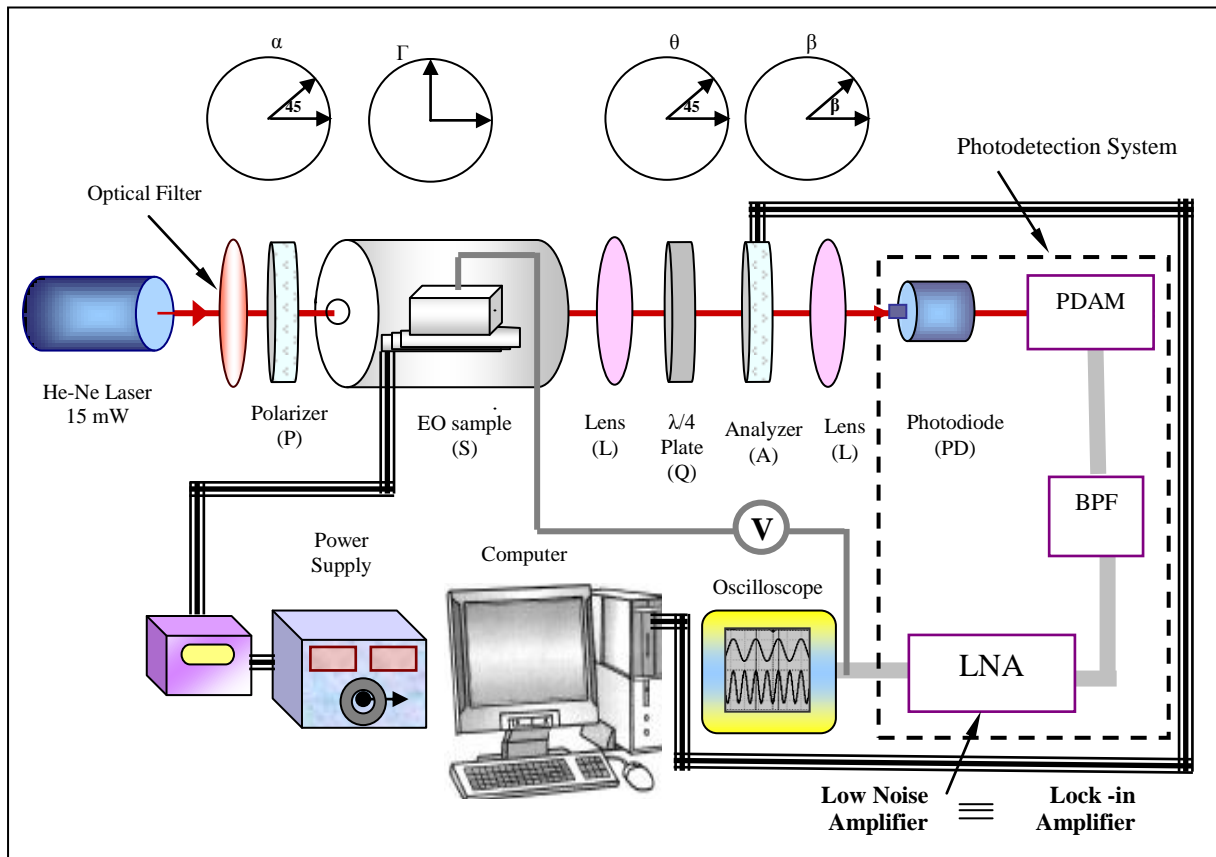 α
Γ
θ
β
45
45
β
Photodetection System
Optical Filter
PDAM
He-Ne Laser
15 mW
Polarizer
(P)
EO sample
(S)
Lens
(L)
λ/4
Plate
(Q)
Analyzer
(A)
Lens
(L)
Photodiode
(PD)
BPF
V
Power
Supply
Computer
Oscilloscope
LNA
Low Noise
Amplifier
Lock -in
Amplifier